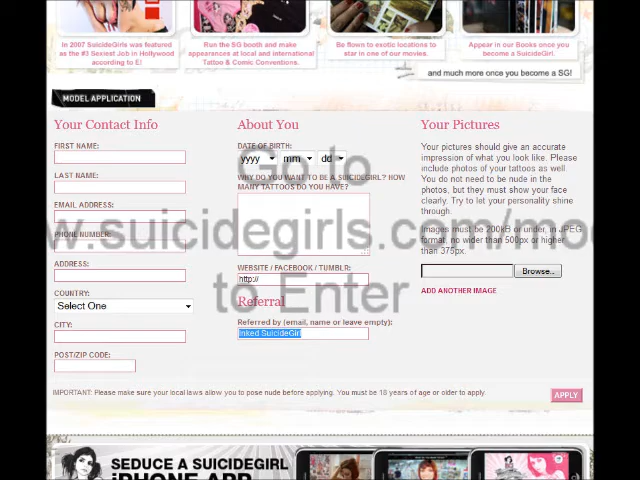 In 2007 SuicideGirls was featured
as the #3 Sexiest Job in Hollywood
according to E!
Run the SG booth and make
appearances at local and international
Tattoo & Comic Conventions.
Be flown to exotic locations to
star in one of our movies.
Appear in our Books once you
become a SuicideGirl.
and much more once you become a SG!
MODEL APPLICATION
Your Contact Info
FIRST NAME:
LAST NAME:
EMAIL ADDRESS:
PHONE NUMBER:
ADDRESS:
COUNTRY:
Select One
CITY:
POST/ZIP CODE:
About You
DATE OF BIRTH:
yyyy mm dd
WHY DO YOU WANT TO BE A SUICIDEGIRL? HOW
MANY TATTOOS DO YOU HAVE?
WEBSITE / FACEBOOK / TUMBLR:
http://
Referral
Referred by (email, name or leave empty):
Inked SuicideGirl
Your Pictures
Your pictures should give an accurate
impression of what you look like. Please
include photos of your tattoos as well.
You do not need to be nude in the
photos, but they must show your face
clearly. Try to let your personality shine
through.
Images must be 200kB or under, in JPEG
format, no wider than 500px or higher
than 375px.
Browse..
ADD ANOTHER IMAGE
Go to
w.suicidegirls.com/mo
to Enter
IMPORTANT: Please make sure your local laws allow you to pose nude before applying. You must be 18 years of age or older to apply.
APPLY
SEDUCE A SUICIDEGIRL
iPHONE APP